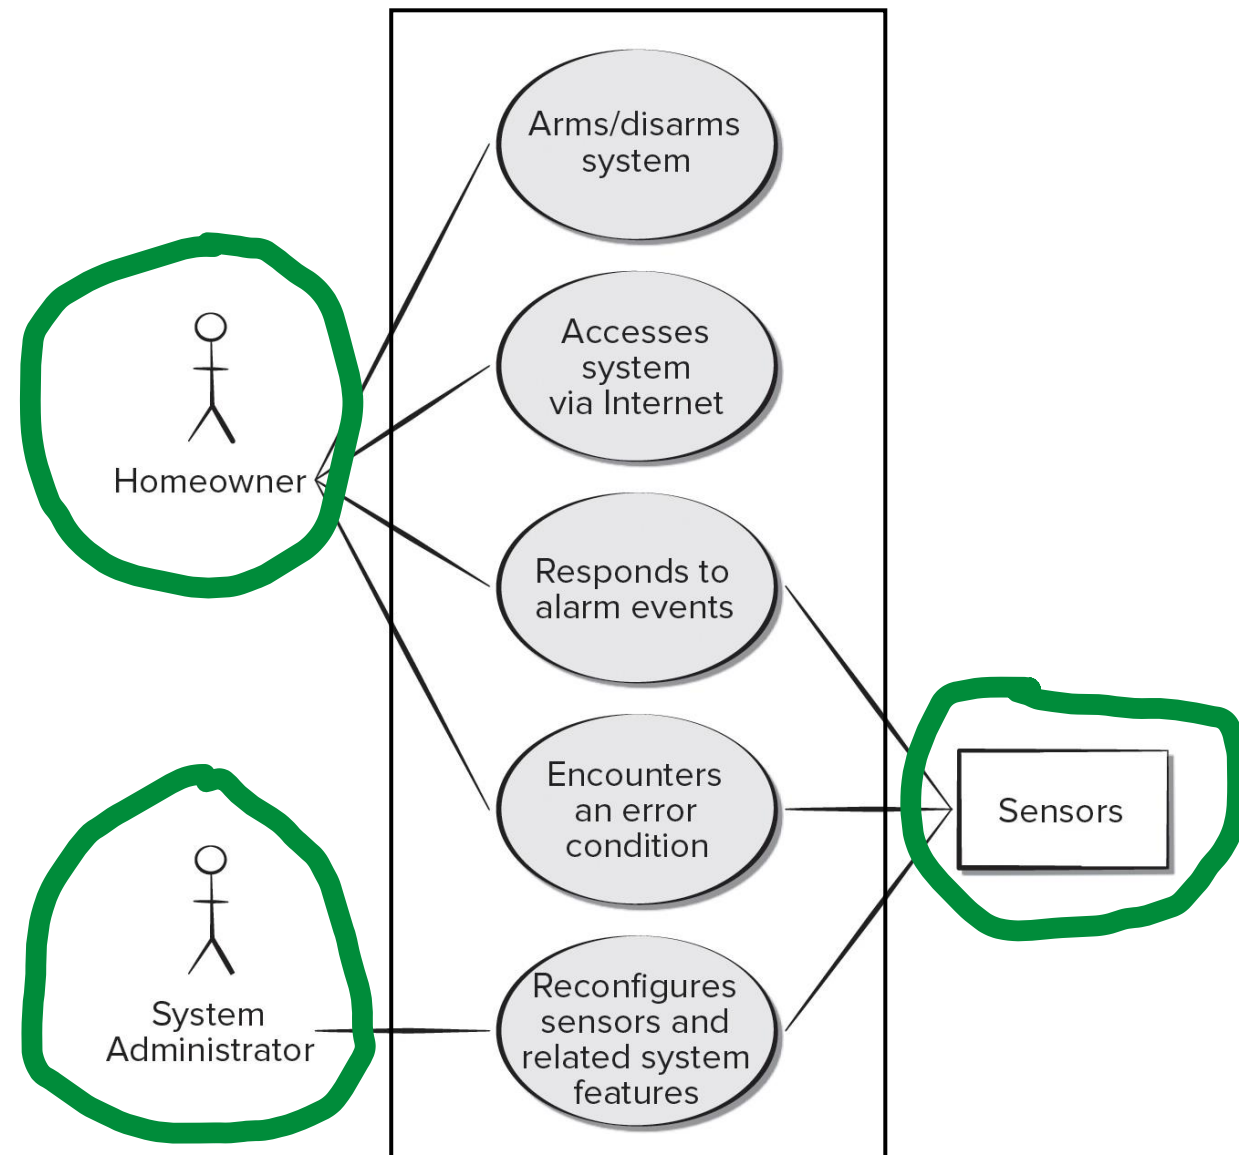 Arms/disarms
system
Accesses
system
via Internet
Homeowner
Responds to
alarm events
Encounters
an error
condition
Sensors
System
Administrator
Reconfigures
sensors and
related system
features